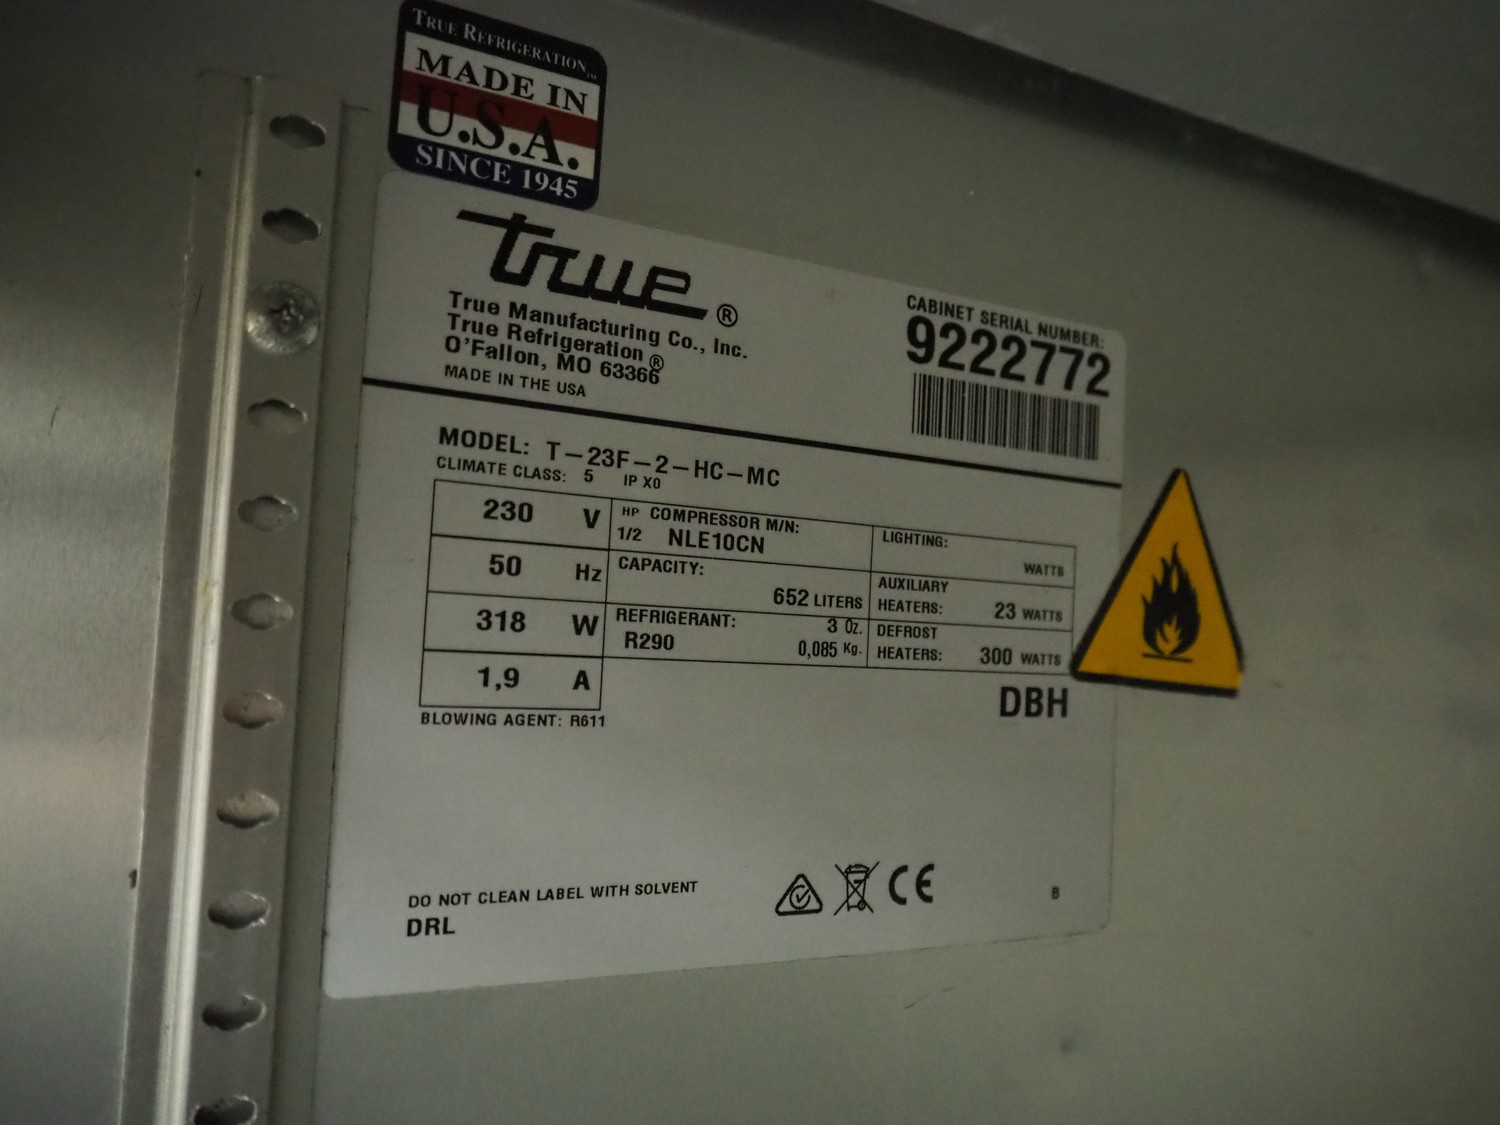 TRUE REFRIGERATION™
MADE IN
U.S.A.
SINCE 1945
true®
True Manufacturing Co., Inc.
True Refrigeration®
O'Fallon, MO 63366
MADE IN THE USA
CABINET SERIAL NUMBER:
9222772
MODEL: T-23F-2-HC-MC
CLIMATE CLASS: 5 IP X0
230 V
50 Hz
318 W
1,9 A
HP COMPRESSOR M/N:
1/2 NLE10CN
CAPACITY:
652 LITERS
REFRIGERANT: 3 Oz.
R290 0,085 Kg.
LIGHTING:
WATTS
AUXILIARY
HEATERS: 23 WATTS
DEFROST
HEATERS: 300 WATTS
BLOWING AGENT: R611
DBH
DO NOT CLEAN LABEL WITH SOLVENT
DRL
CE
B